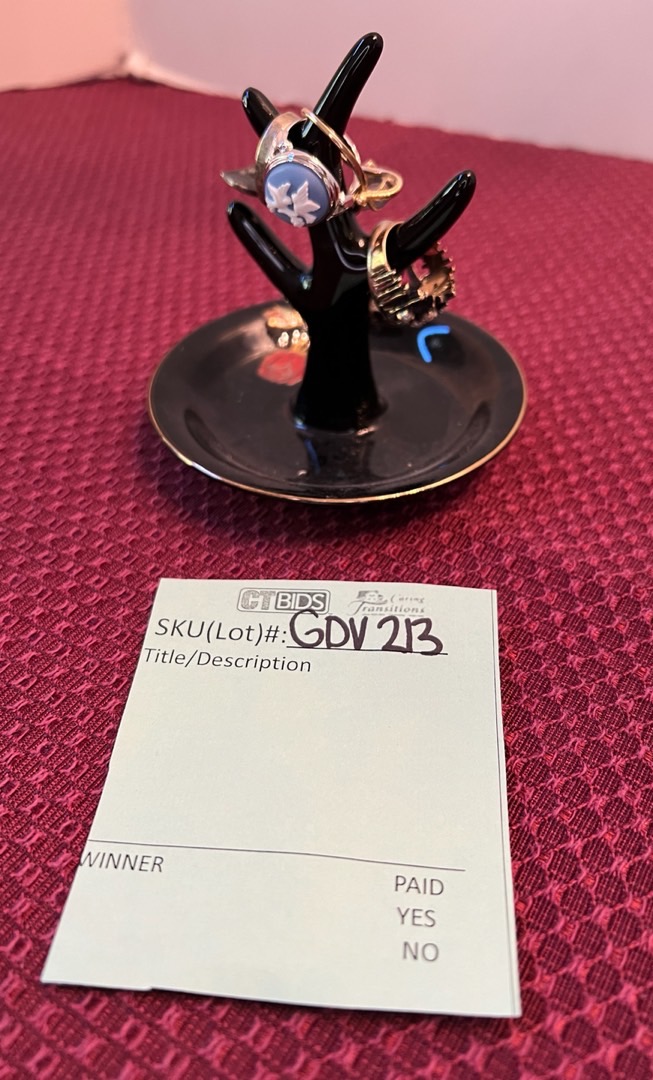 CTBIDS Caring Transitions
SKU(Lot)#: GDV 213
Title/Description
WINNER
PAID
YES
NO